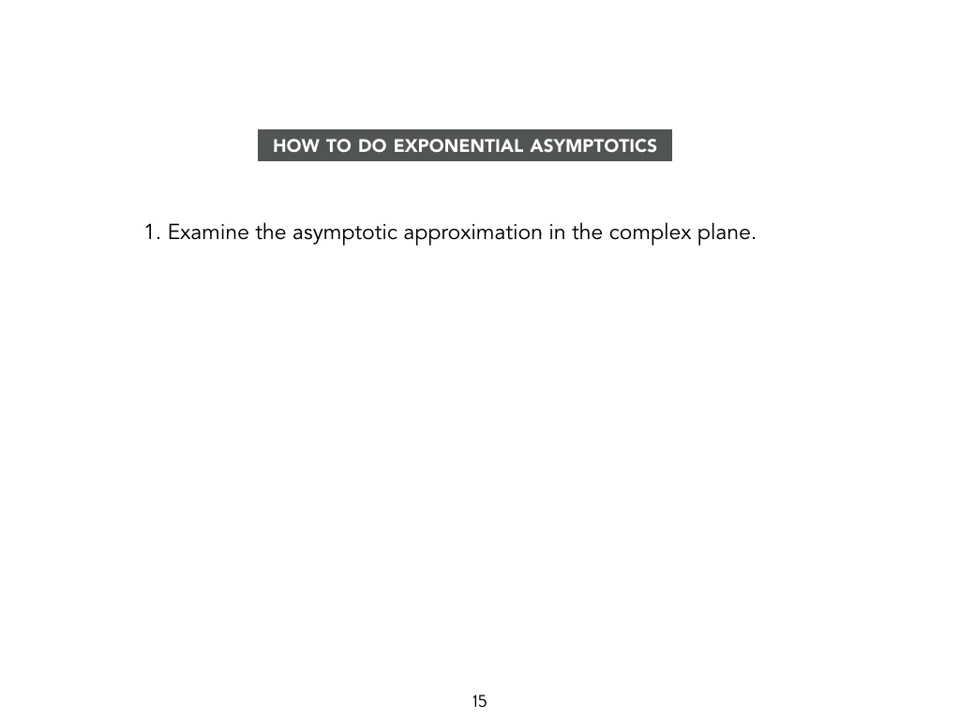 HOW TO DO EXPONENTIAL ASYMPTOTICS
1. Examine the asymptotic approximation in the complex plane.
15